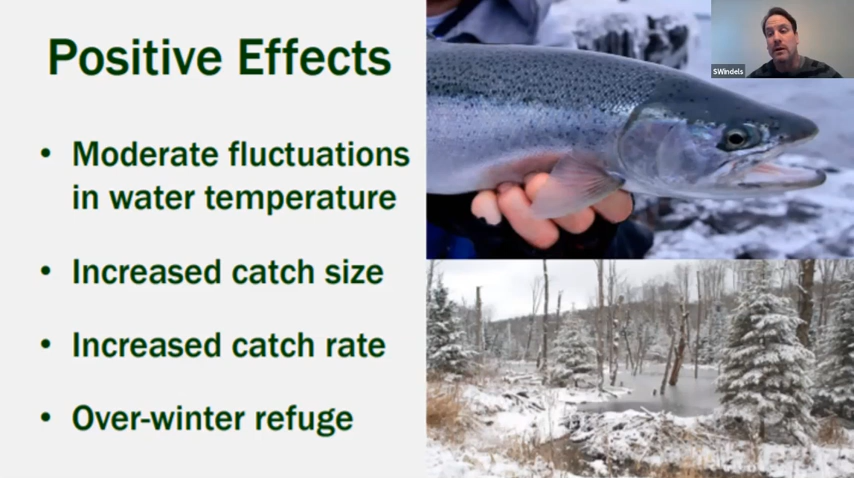 Positive Effects
• Moderate fluctuations
in water temperature
• Increased catch size
• Increased catch rate
• Over-winter refuge
SWindels